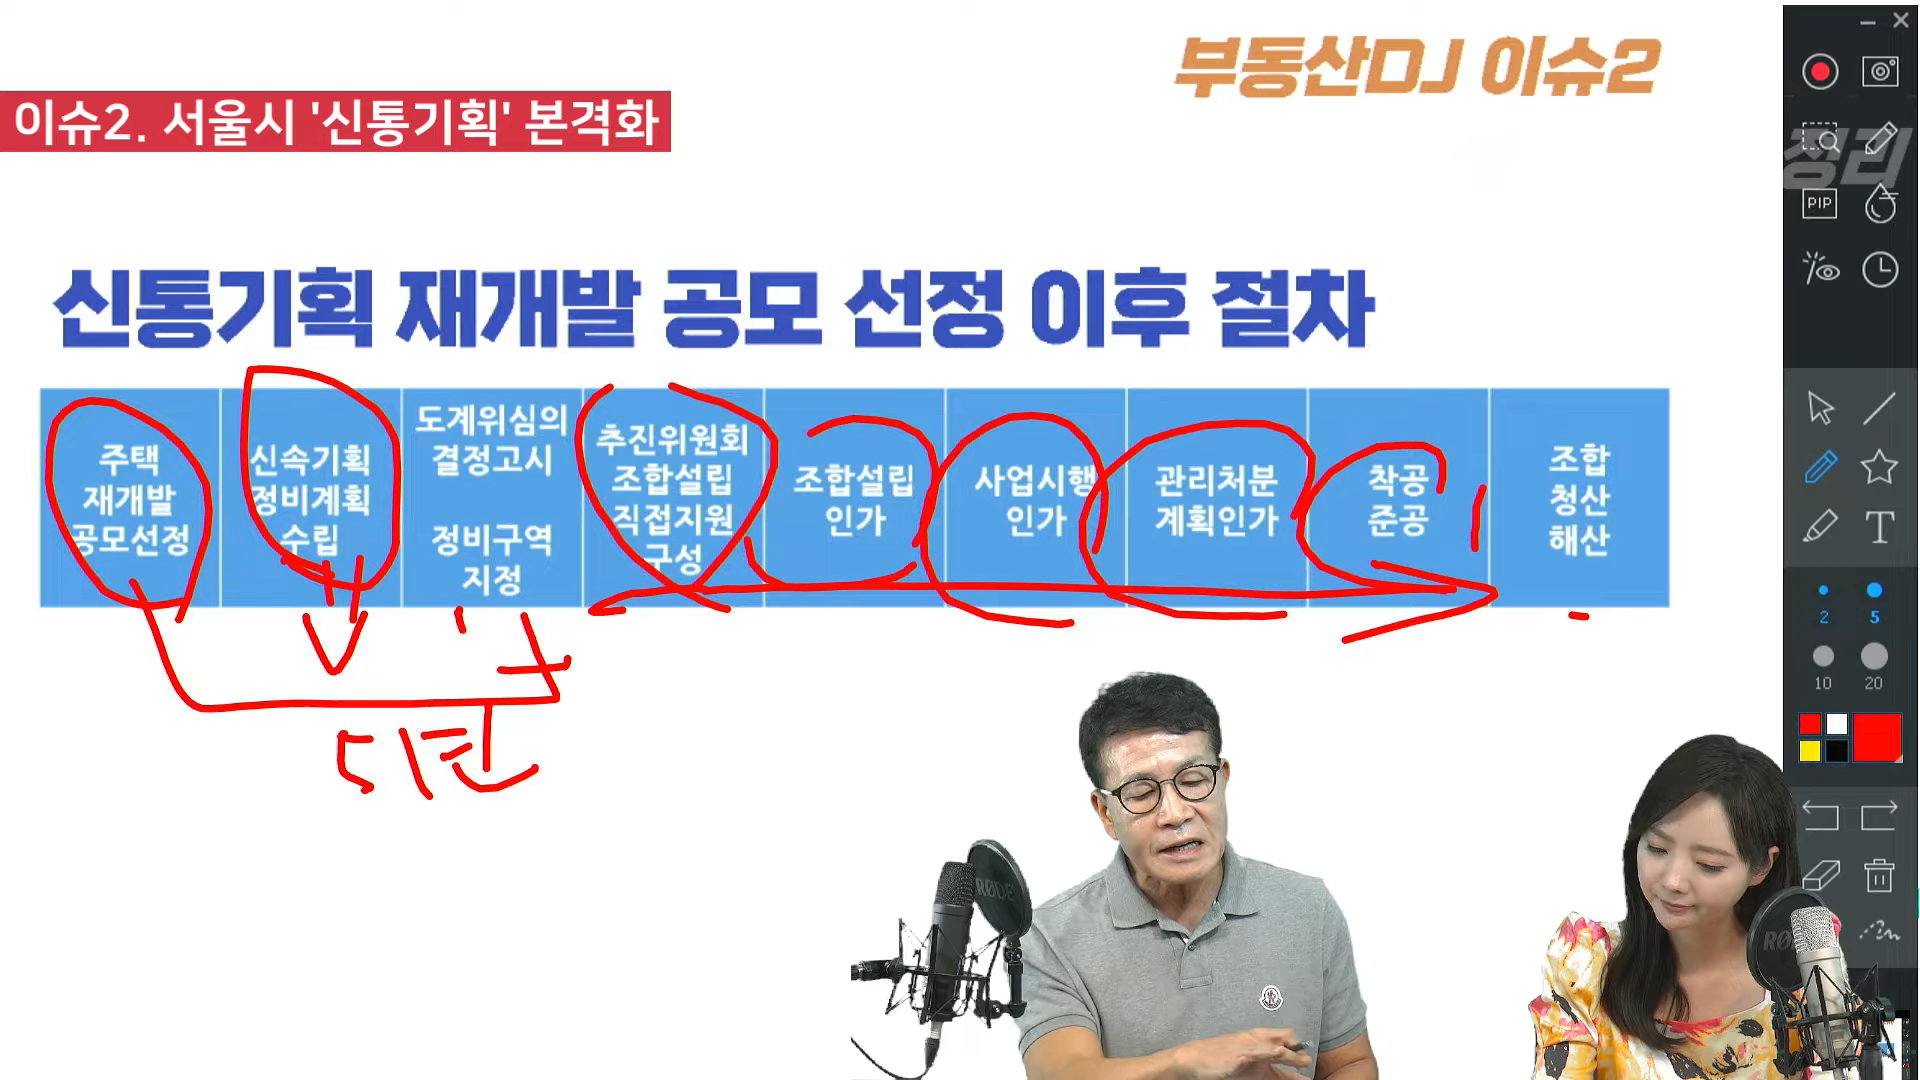 부동산DJ 이슈2
이슈2. 서울시 '신통기획' 본격화
정리
PIP
신통기획 재개발 공모 선정 이후 절차
주택
재개발
공모선정
신속기획
정비계획
수립
도계위심의
결정고시
정비구역
지정
추진위원회
조합설립
직접지원
구성
조합설립
인가
사업시행
인가
관리처분
계획인가
착공
준공
조합
청산
해산
5년
T
2
5
10
20
RØDE